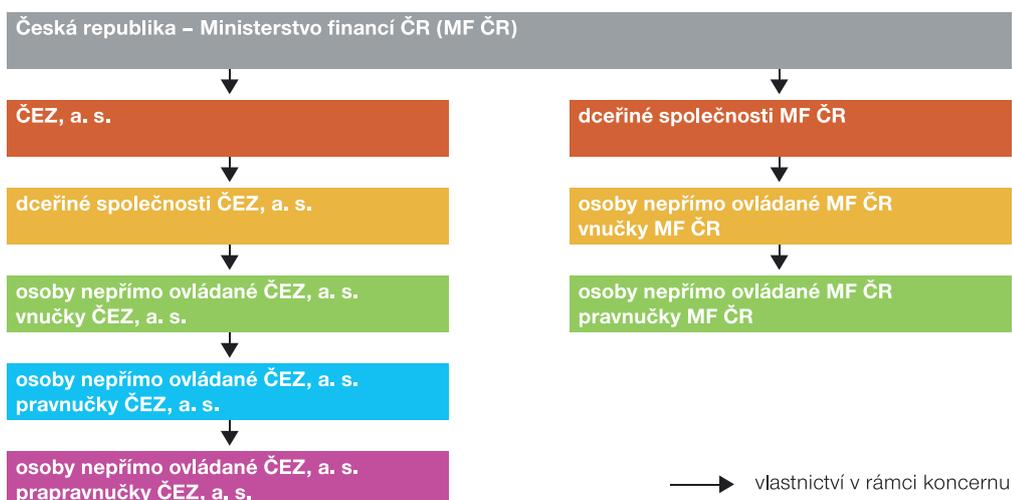 Česká republika – Ministerstvo financí ČR (MF ČR)
ČEZ, a. s.
dceřiné společnosti ČEZ, a. s.
osoby nepřímo ovládané ČEZ, a. s.
vnučky ČEZ, a. s.
osoby nepřímo ovládané ČEZ, a. s.
pravnučky ČEZ, a. s.
osoby nepřímo ovládané ČEZ, a. s.
prapravnučky ČEZ, a. s.
dceřiné společnosti MF ČR
osoby nepřímo ovládané MF ČR
vnučky MF ČR
osoby nepřímo ovládané MF ČR
pravnučky MF ČR
vlastnictví v rámci koncernu